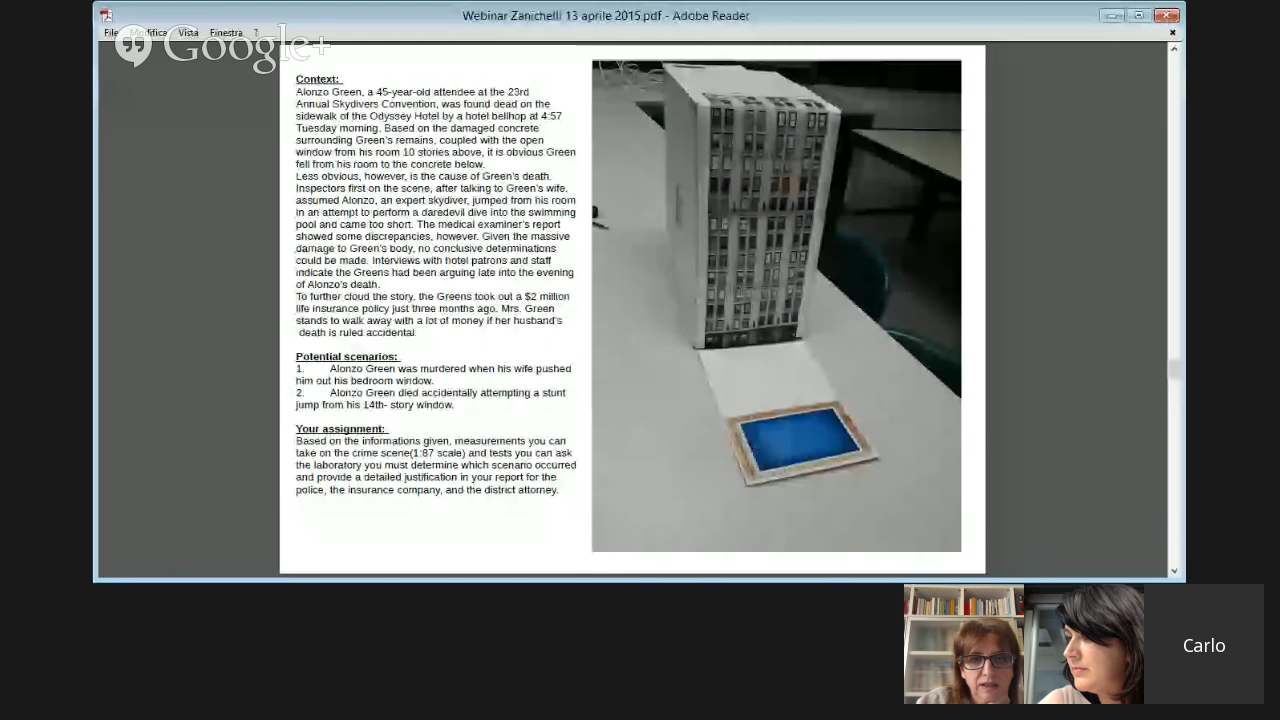 Webinar Zanichelli 13 aprile 2015.pdf - Adobe Reader
File Modifica Vista Finestra ?
Google+
Context:
Alonzo Green, a 45-year-old attendee at the 23rd
Annual Skydivers Convention, was found dead on the
sidewalk of the Odyssey Hotel by a hotel bellhop at 4:57
Tuesday morning. Based on the damaged concrete
surrounding Green's remains, coupled with the open
window from his room 10 stories above, it is obvious Green
fell from his room to the concrete below.
Less obvious, however, is the cause of Green's death.
Inspectors first on the scene, after talking to Green's wife,
assumed Alonzo, an expert skydiver, jumped from his room
in an attempt to perform a daredevil dive into the swimming
pool and came too short. The medical examiner's report
showed some discrepancies, however. Given the massive
damage to Green's body, no conclusive determinations
could be made. Interviews with hotel patrons and staff
indicate the Greens had been arguing late into the evening
of Alonzo's death.
To further cloud the story, the Greens took out a $2 million
life insurance policy just three months ago. Mrs. Green
stands to walk away with a lot of money if her husband's
death is ruled accidental.
Potential scenarios:
1. Alonzo Green was murdered when his wife pushed
him out his bedroom window.
2. Alonzo Green died accidentally attempting a stunt
jump from his 14th- story window.
Your assignment:
Based on the informations given, measurements you can
take on the crime scene(1:87 scale) and tests you can ask
the laboratory you must determine which scenario occurred
and provide a detailed justification in your report for the
police, the insurance company, and the district attorney.
Carlo